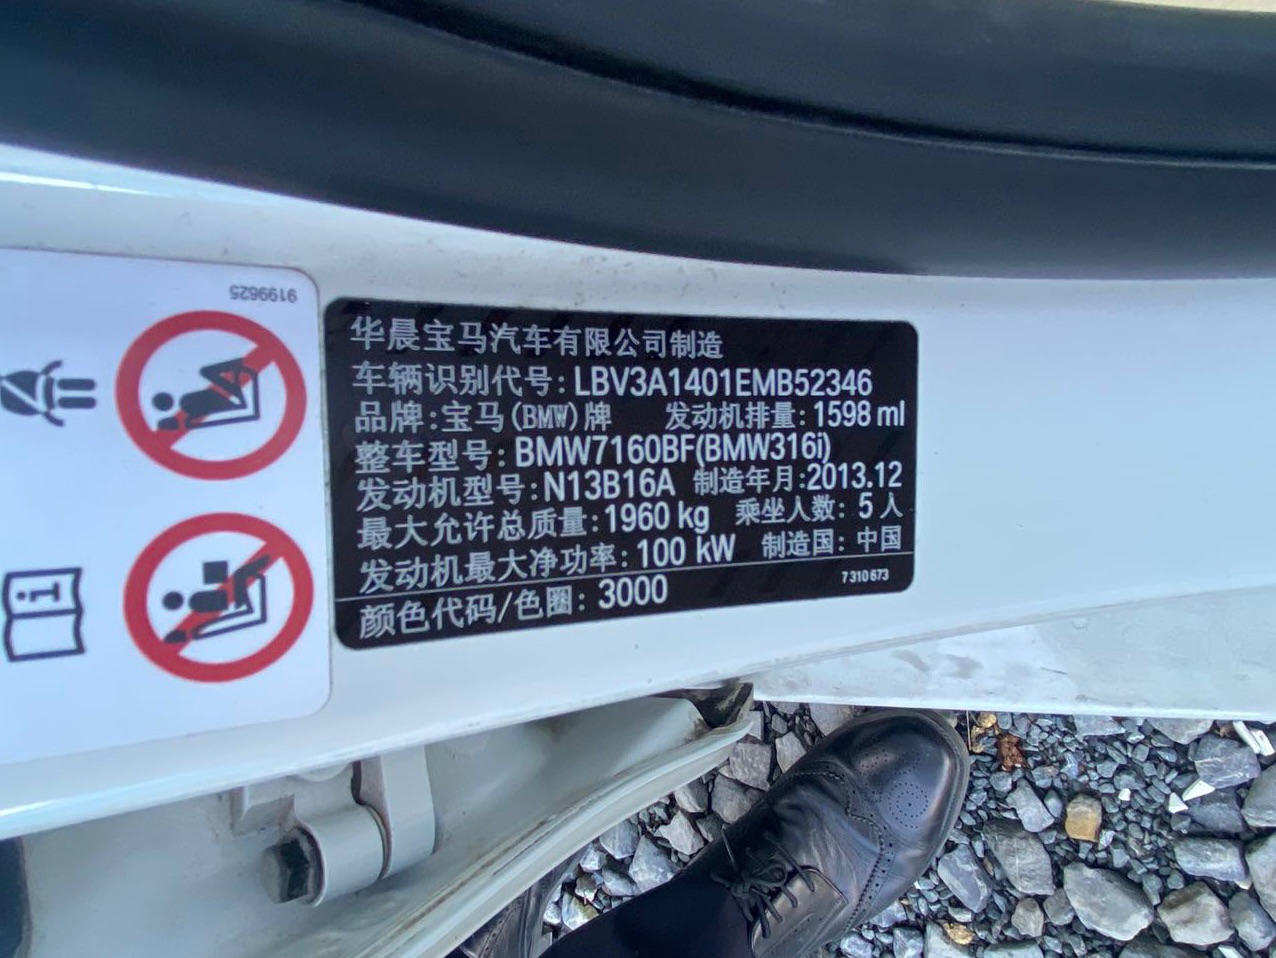 9199625
华晨宝马汽车有限公司制造
车辆识别代号:LBV3A1401EMB52346
品牌:宝马(BMW)牌 发动机排量:1598 ml
整车型号:BMW7160BF(BMW316i)
发动机型号:N13B16A 制造年月:2013.12
最大允许总质量:1960 kg 乘坐人数:5人
发动机最大净功率:100 kW 制造国:中国
颜色代码/色圈:3000 7310673